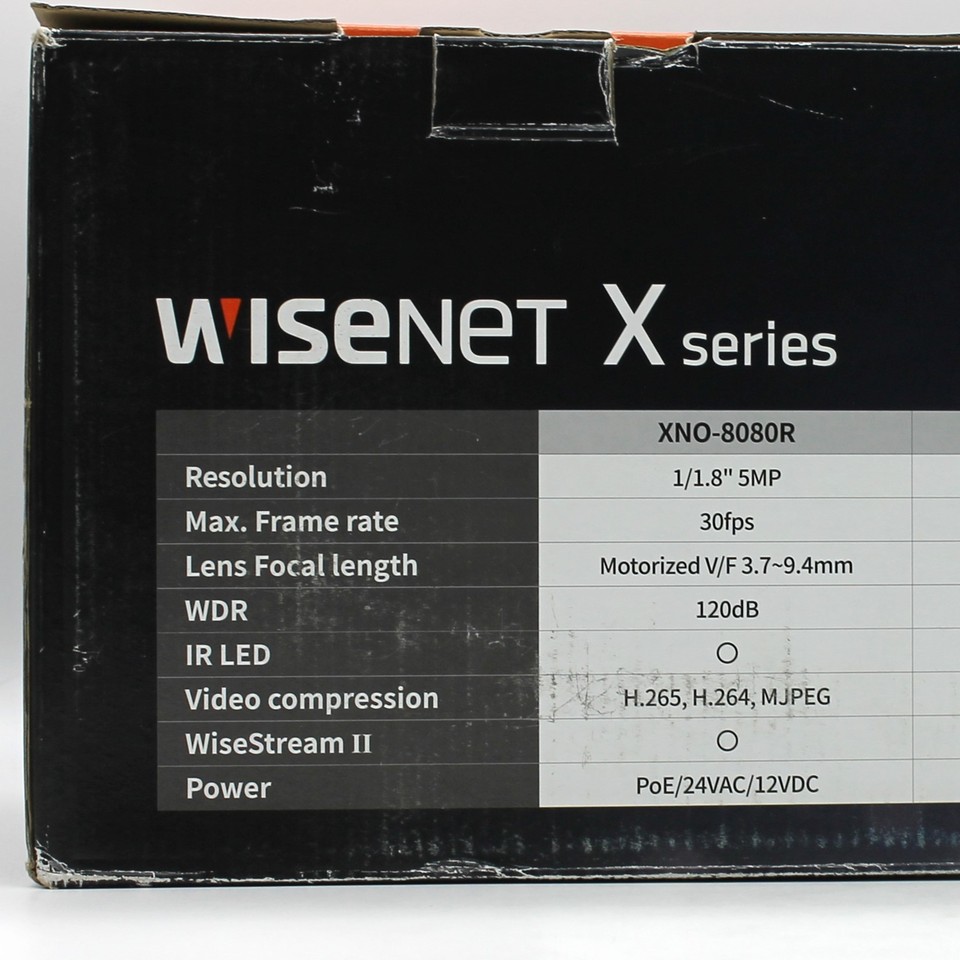 WISENET X series
XNO-8080R
Resolution 1/1.8" 5MP
Max. Frame rate 30fps
Lens Focal length Motorized V/F 3.7~9.4mm
WDR 120dB
IR LED ○
Video compression H.265, H.264, MJPEG
WiseStream II ○
Power PoE/24VAC/12VDC